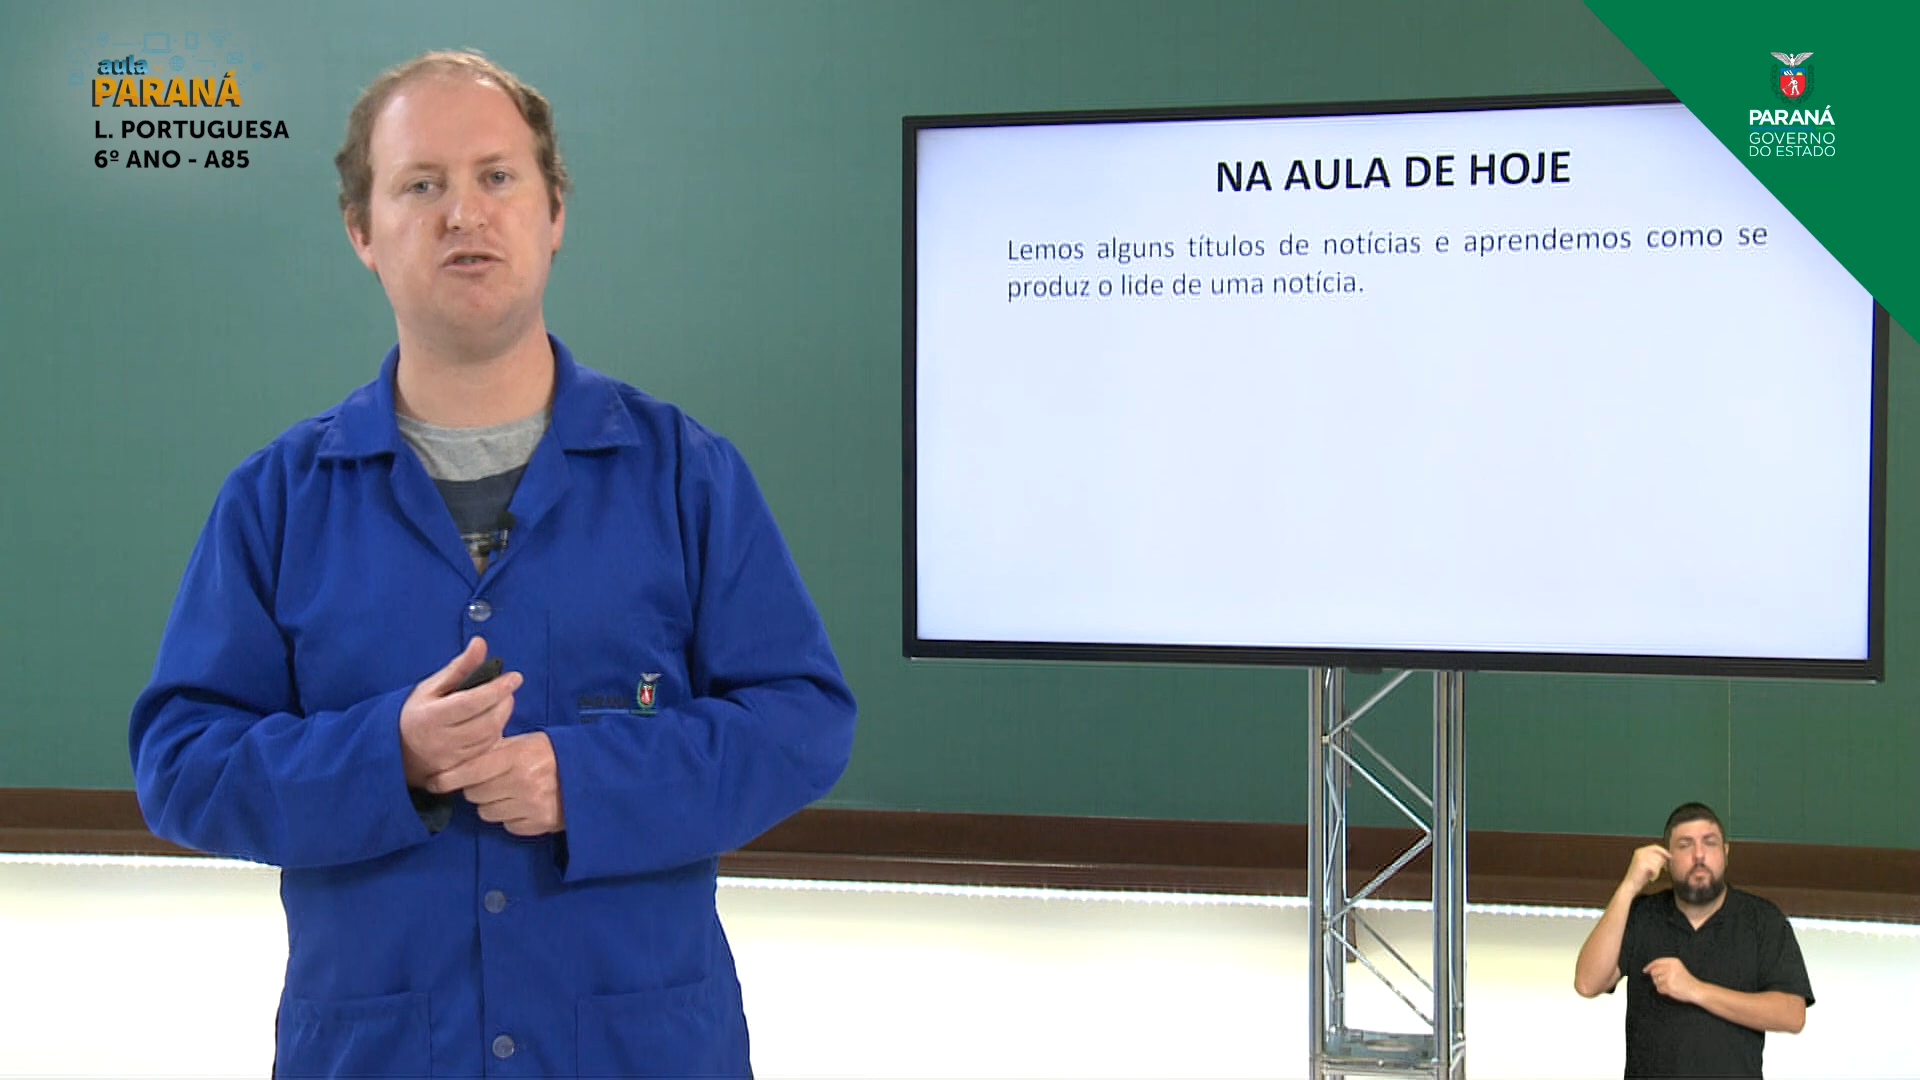 aula
PARANÁ
L. PORTUGUESA
6º ANO - A85
NA AULA DE HOJE
Lemos alguns títulos de notícias e aprendemos como se
produz o lide de uma notícia.
PARANÁ
GOVERNO
DO ESTADO